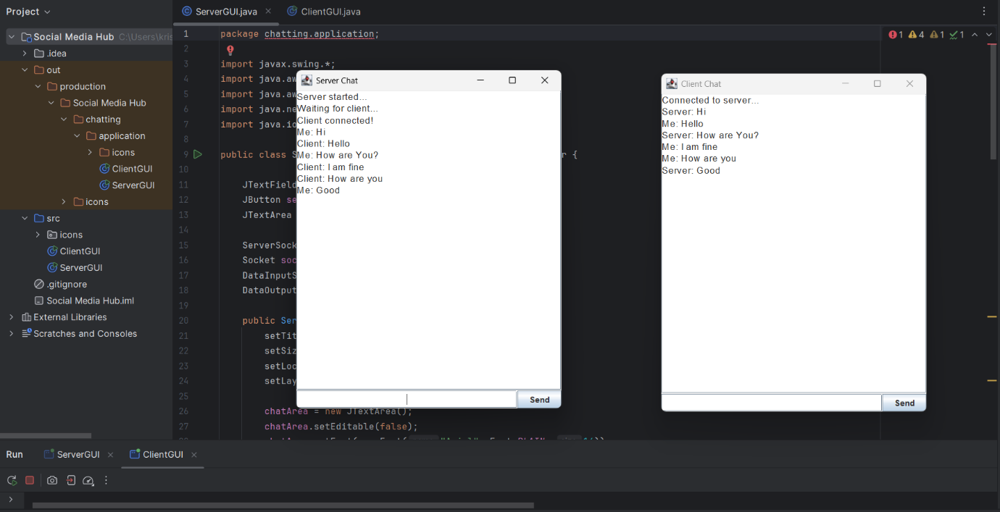 Project
ServerGUI.java
ClientGUI.java
Social Media Hub C:\Users\kris
.idea
out
production
Social Media Hub
chatting
application
icons
ClientGUI
ServerGUI
icons
src
icons
ClientGUI
ServerGUI
.gitignore
Social Media Hub.iml
External Libraries
Scratches and Consoles
1 4 1 1
1 package chatting.application;
2
3 import javax.swing.*;
4 import java.aw
5 import java.aw
6 import java.ne
7 import java.io
8
9 public class S r {
10
11 JTextField
12 JButton se
13 JTextArea
14
15 ServerSock
16 Socket soc
17 DataInputS
18 DataOutput
19
20 public Ser
21 setTit
22 setSiz
23 setLoc
24 setLay
25
26 chatArea = new JTextArea();
27 chatArea.setEditable(false);
Server Chat
Server started...
Waiting for client...
Client connected!
Me: Hi
Client: Hello
Me: How are You?
Client: I am fine
Client: How are you
Me: Good
Send
Client Chat
Connected to server...
Server: Hi
Me: Hello
Server: How are You?
Me: I am fine
Me: How are you
Server: Good
Send
Run
ServerGUI
ClientGUI